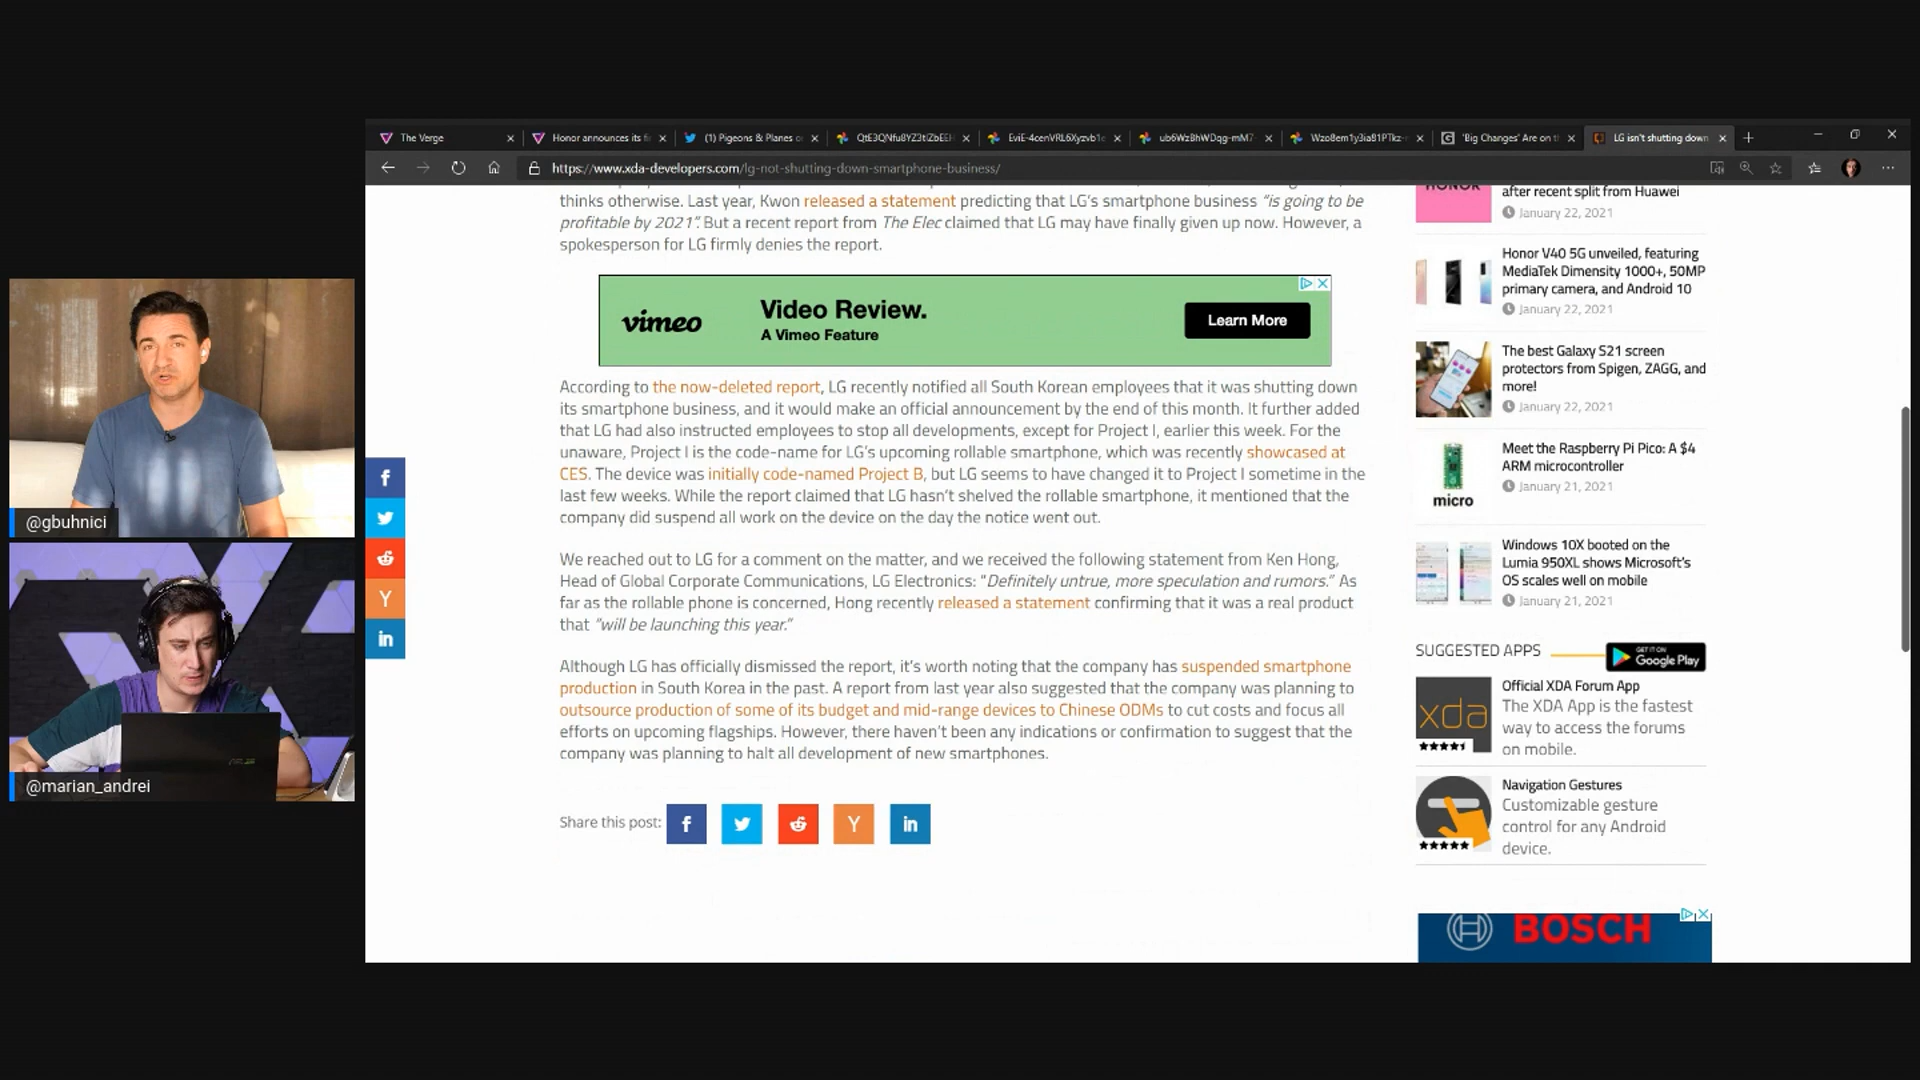 The Verge
Honor announces its fi
(1) Pigeons & Planes o
'Big Changes' Are on t
LG isn't shutting down
https://www.xda-developers.com/lg-not-shutting-down-smartphone-business/
thinks otherwise. Last year, Kwon released a statement predicting that LG's smartphone business "is going to be
profitable by 2021". But a recent report from The Elec claimed that LG may have finally given up now. However, a
spokesperson for LG firmly denies the report.
vimeo
Video Review.
A Vimeo Feature
Learn More
According to the now-deleted report, LG recently notified all South Korean employees that it was shutting down
its smartphone business, and it would make an official announcement by the end of this month. It further added
that LG had also instructed employees to stop all developments, except for Project I, earlier this week. For the
unaware, Project I is the code-name for LG's upcoming rollable smartphone, which was recently showcased at
CES. The device was initially code-named Project B, but LG seems to have changed it to Project I sometime in the
last few weeks. While the report claimed that LG hasn't shelved the rollable smartphone, it mentioned that the
company did suspend all work on the device on the day the notice went out.
We reached out to LG for a comment on the matter, and we received the following statement from Ken Hong,
Head of Global Corporate Communications, LG Electronics: "Definitely untrue, more speculation and rumors." As
far as the rollable phone is concerned, Hong recently released a statement confirming that it was a real product
that "will be launching this year."
Although LG has officially dismissed the report, it's worth noting that the company has suspended smartphone
production in South Korea in the past. A report from last year also suggested that the company was planning to
outsource production of some of its budget and mid-range devices to Chinese ODMs to cut costs and focus all
efforts on upcoming flagships. However, there haven't been any indications or confirmation to suggest that the
company was planning to halt all development of new smartphones.
Share this post:
f
Y
in
f
Y
in
HONOR
after recent split from Huawei
January 22, 2021
Honor V40 5G unveiled, featuring
MediaTek Dimensity 1000+, 50MP
primary camera, and Android 10
January 22, 2021
The best Galaxy S21 screen
protectors from Spigen, ZAGG, and
more!
January 22, 2021
micro
Meet the Raspberry Pi Pico: A $4
ARM microcontroller
January 21, 2021
Windows 10X booted on the
Lumia 950XL shows Microsoft's
OS scales well on mobile
January 21, 2021
SUGGESTED APPS
GET IT ON
Google Play
xda
Official XDA Forum App
The XDA App is the fastest
way to access the forums
on mobile.
Navigation Gestures
Customizable gesture
control for any Android
device.
BOSCH
@gbuhnici
@marian_andrei